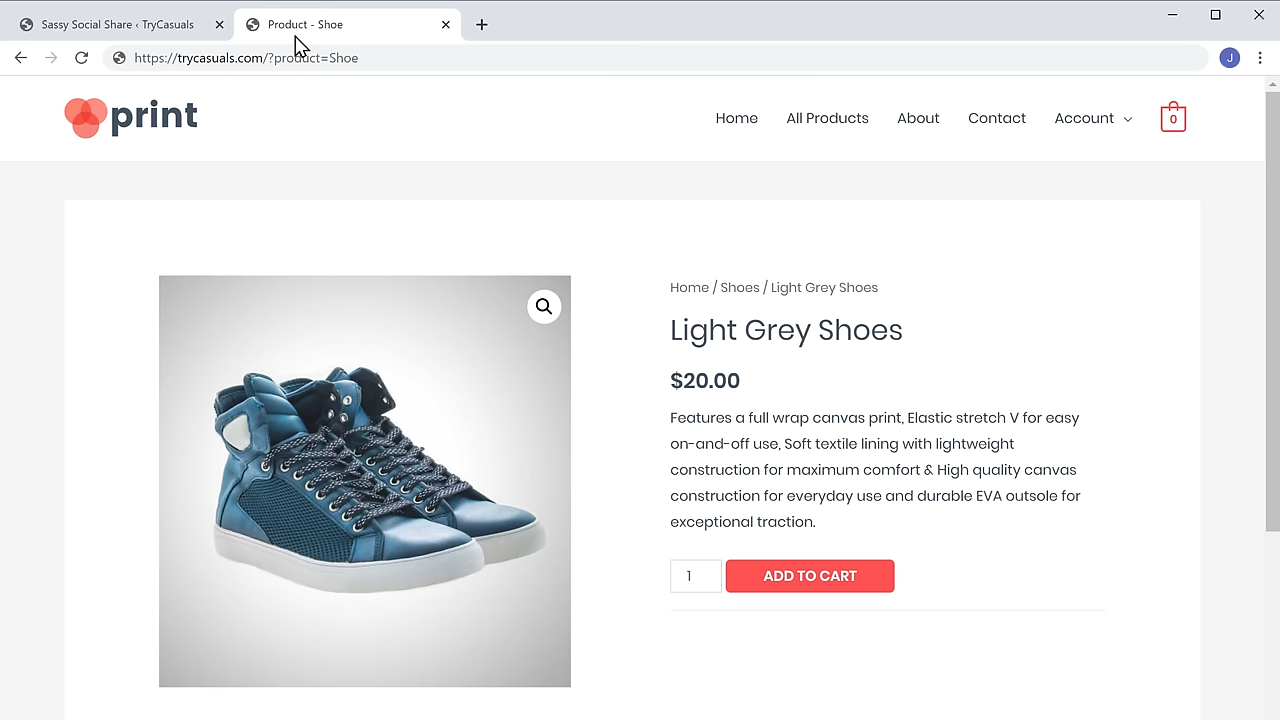 Sassy Social Share ‹ TryCasuals
Product - Shoe
https://trycasuals.com/?product=Shoe
J
print
Home
All Products
About
Contact
Account
0
Home / Shoes / Light Grey Shoes
Light Grey Shoes
$20.00
Features a full wrap canvas print, Elastic stretch V for easy
on-and-off use, Soft textile lining with lightweight
construction for maximum comfort & High quality canvas
construction for everyday use and durable EVA outsole for
exceptional traction.
1
ADD TO CART